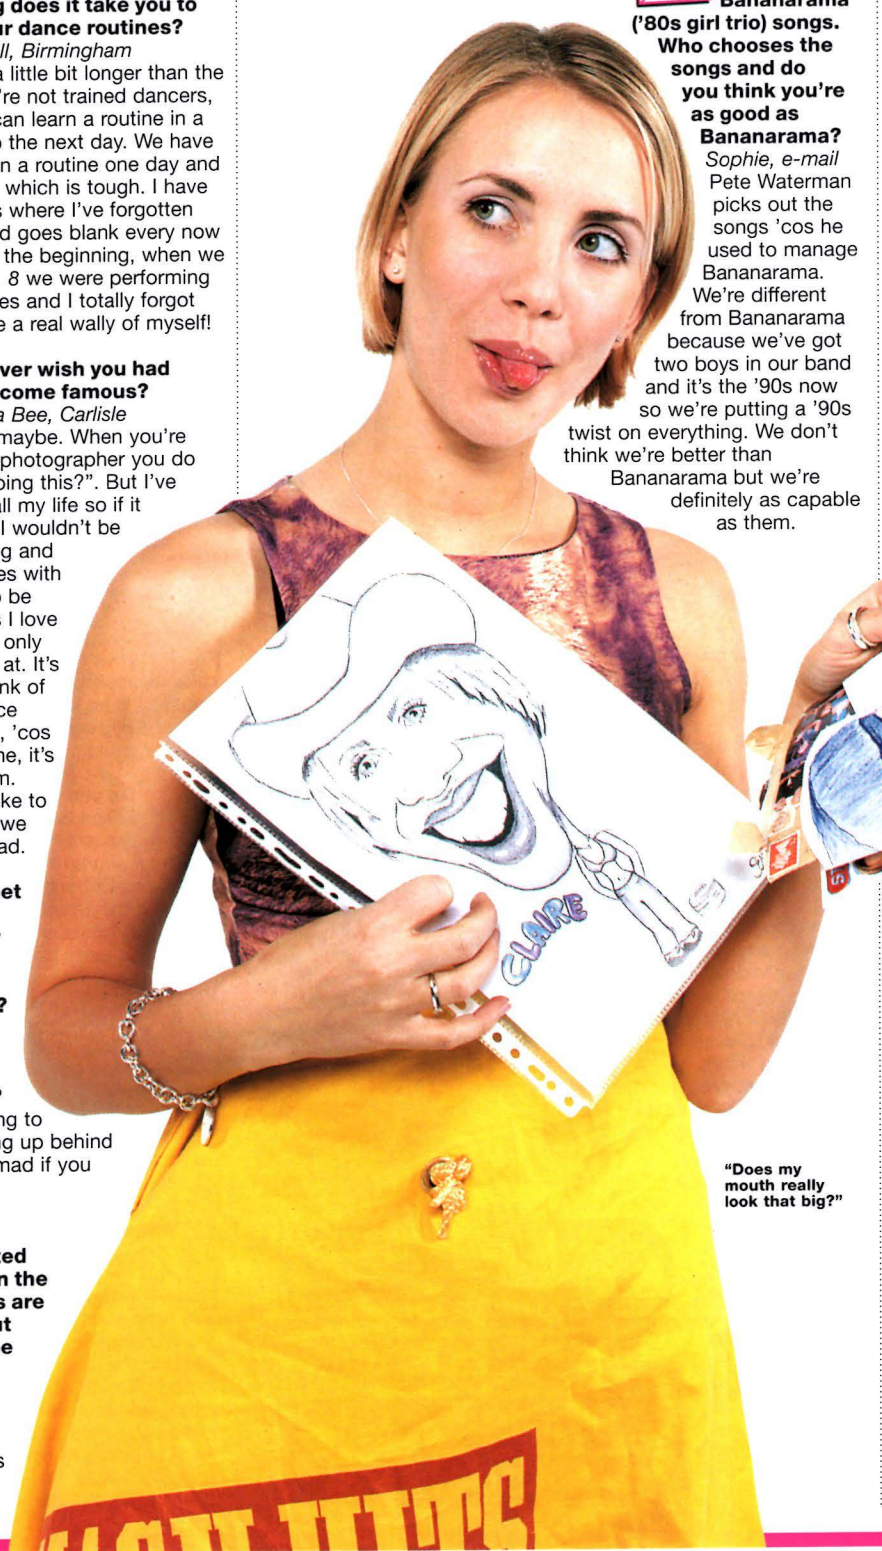 g does it take you to
ur dance routines?
ll, Birmingham
a little bit longer than the
're not trained dancers,
can learn a routine in a
the next day. We have
n a routine one day and
which is tough. I have
s where I've forgotten
d goes blank every now
the beginning, when we
8 we were performing
es and I totally forgot
e a real wally of myself!
ver wish you had
come famous?
a Bee, Carlisle
maybe. When you're
photographer you do
oing this?". But I've
all my life so if it
I wouldn't be
g and
es with
be
I love
only
at. It's
nk of
ce
, 'cos
ne, it's
m.
ke to
we
ad.
et
?
ng to
g up behind
mad if you
ted
n the
s are
ut
e
s
Bananarama
('80s girl trio) songs.
Who chooses the
songs and do
you think you're
as good as
Bananarama?
Sophie, e-mail
Pete Waterman
picks out the
songs 'cos he
used to manage
Bananarama.
We're different
from Bananarama
because we've got
two boys in our band
and it's the '90s now
so we're putting a '90s
twist on everything. We don't
think we're better than
Bananarama but we're
definitely as capable
as them.
CLAIRE
"Does my
mouth really
look that big?"
HITS